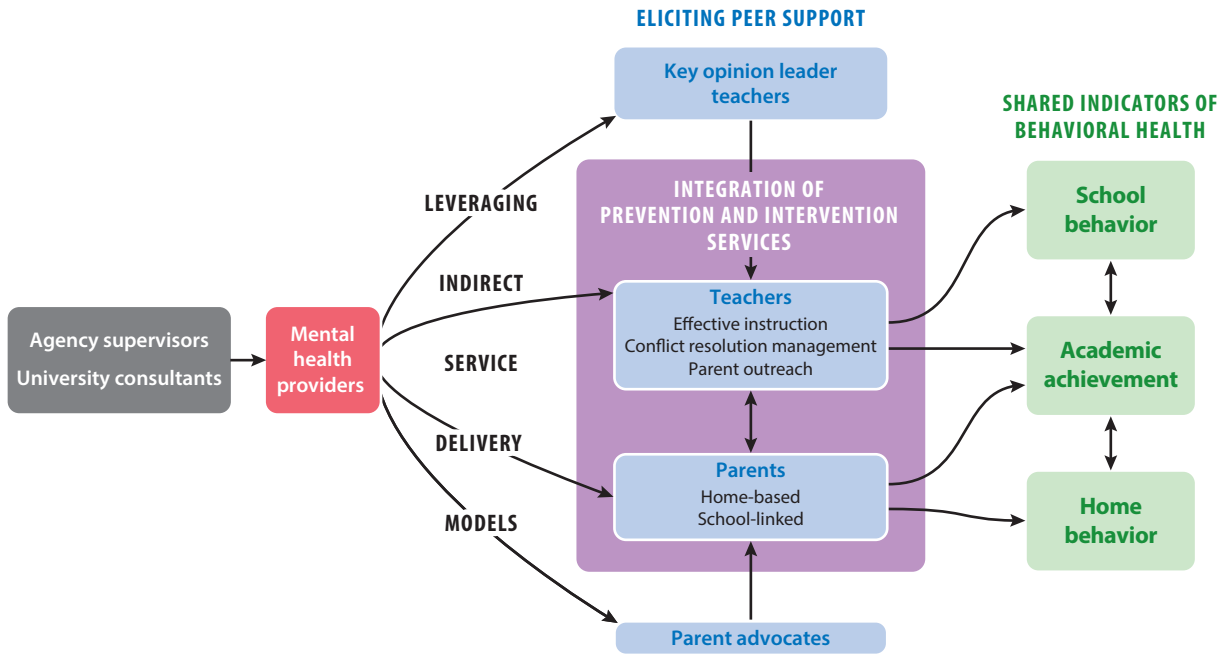 ELICITING PEER SUPPORT
Key opinion leader
teachers
SHARED INDICATORS OF
BEHAVIORAL HEALTH
LEVERAGING
INDIRECT
SERVICE
DELIVERY
MODELS
Agency supervisors
University consultants
Mental
health
providers
INTEGRATION OF
PREVENTION AND INTERVENTION
SERVICES
Teachers
Effective instruction
Conflict resolution management
Parent outreach
Parents
Home-based
School-linked
Parent advocates
School
behavior
Academic
achievement
Home
behavior